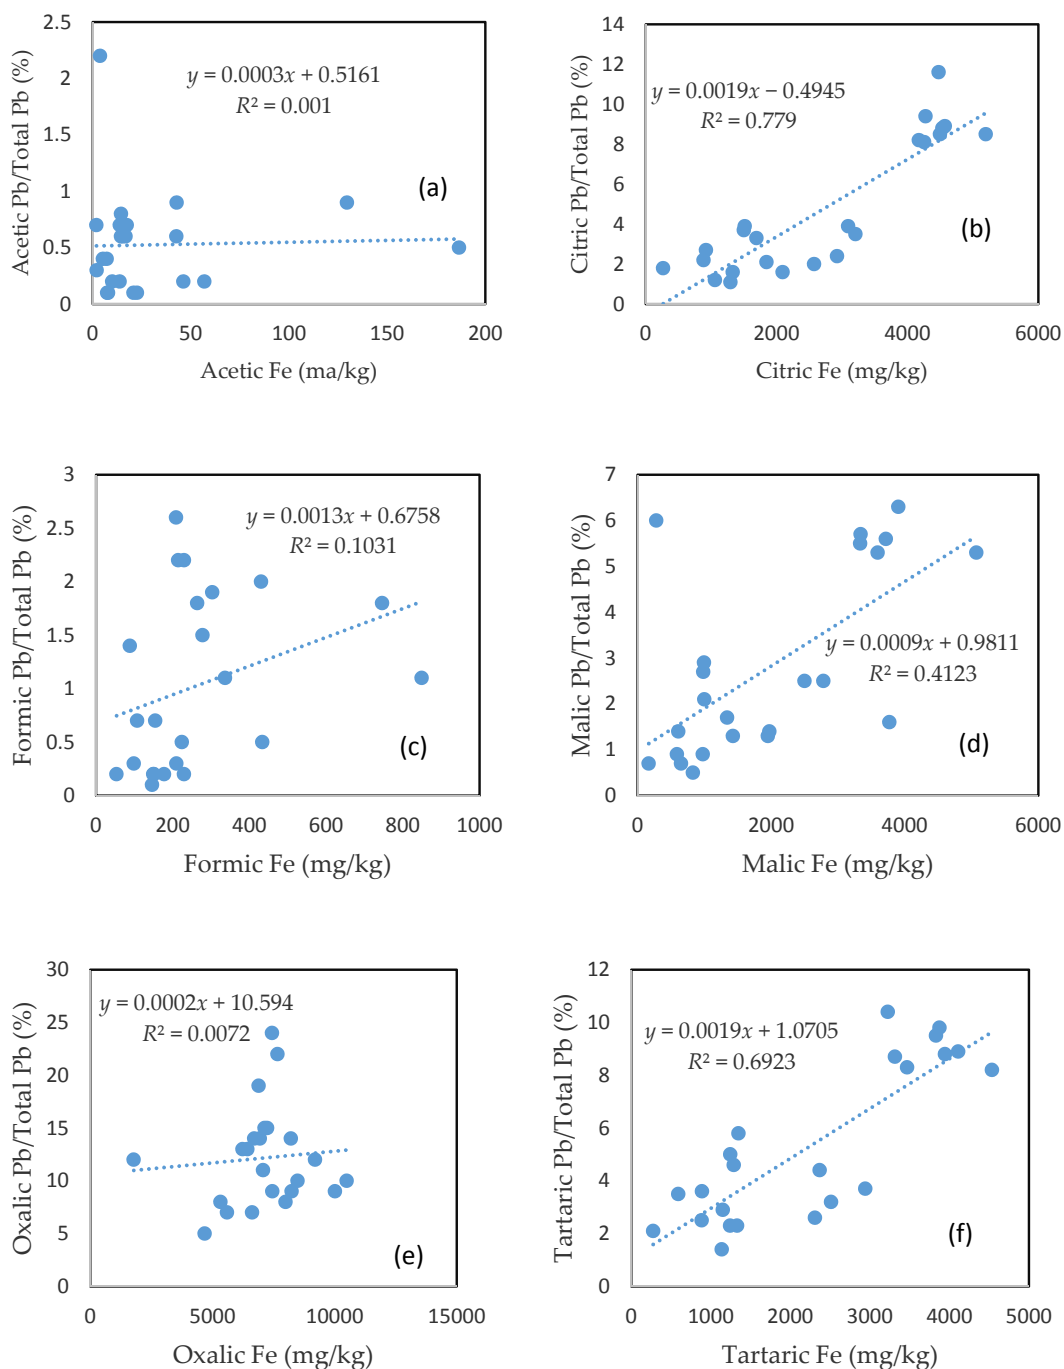 Acetic Pb/Total Pb (%)
2.5
2
1.5
1
0.5
0
y = 0.0003x + 0.5161
R² = 0.001
(a)
0 50 100 150 200
Acetic Fe (ma/kg)
Citric Pb/Total Pb (%)
14
12
10
8
6
4
2
0
y = 0.0019x − 0.4945
R² = 0.779
(b)
0 2000 4000 6000
Citric Fe (mg/kg)
Formic Pb/Total Pb (%)
3
2.5
2
1.5
1
0.5
0
y = 0.0013x + 0.6758
R² = 0.1031
(c)
0 200 400 600 800 1000
Formic Fe (mg/kg)
Malic Pb/Total Pb (%)
7
6
5
4
3
2
1
0
y = 0.0009x + 0.9811
R² = 0.4123
(d)
0 2000 4000 6000
Malic Fe (mg/kg)
Oxalic Pb/Total Pb (%)
30
25
20
15
10
5
0
y = 0.0002x + 10.594
R² = 0.0072
(e)
0 5000 10000 15000
Oxalic Fe (mg/kg)
Tartaric Pb/Total Pb (%)
12
10
8
6
4
2
0
y = 0.0019x + 1.0705
R² = 0.6923
(f)
0 1000 2000 3000 4000 5000
Tartaric Fe (mg/kg)